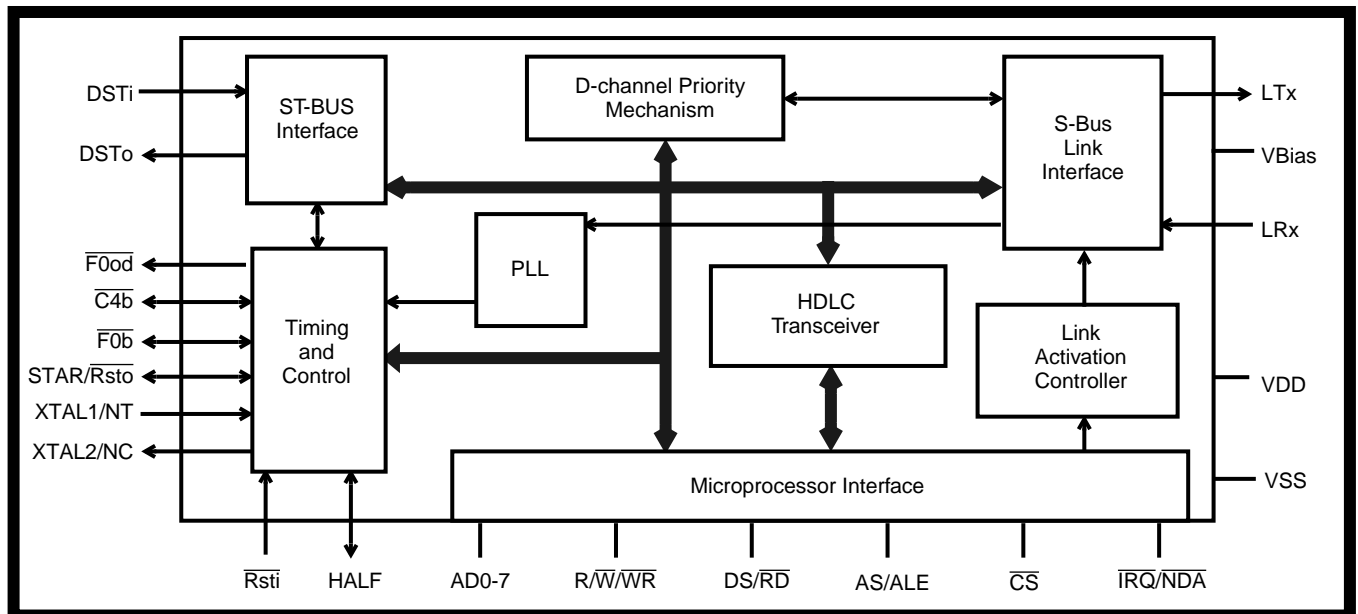 DSTi
DSTo
F0od
C4b
F0b
STAR/Rsto
XTAL1/NT
XTAL2/NC
ST-BUS
Interface
D-channel Priority
Mechanism
S-Bus
Link
Interface
PLL
Timing
and
Control
HDLC
Transceiver
Link
Activation
Controller
Microprocessor Interface
LTx
VBias
LRx
VDD
VSS
Rsti
HALF
AD0-7
R/W/WR
DS/RD
AS/ALE
CS
IRQ/NDA